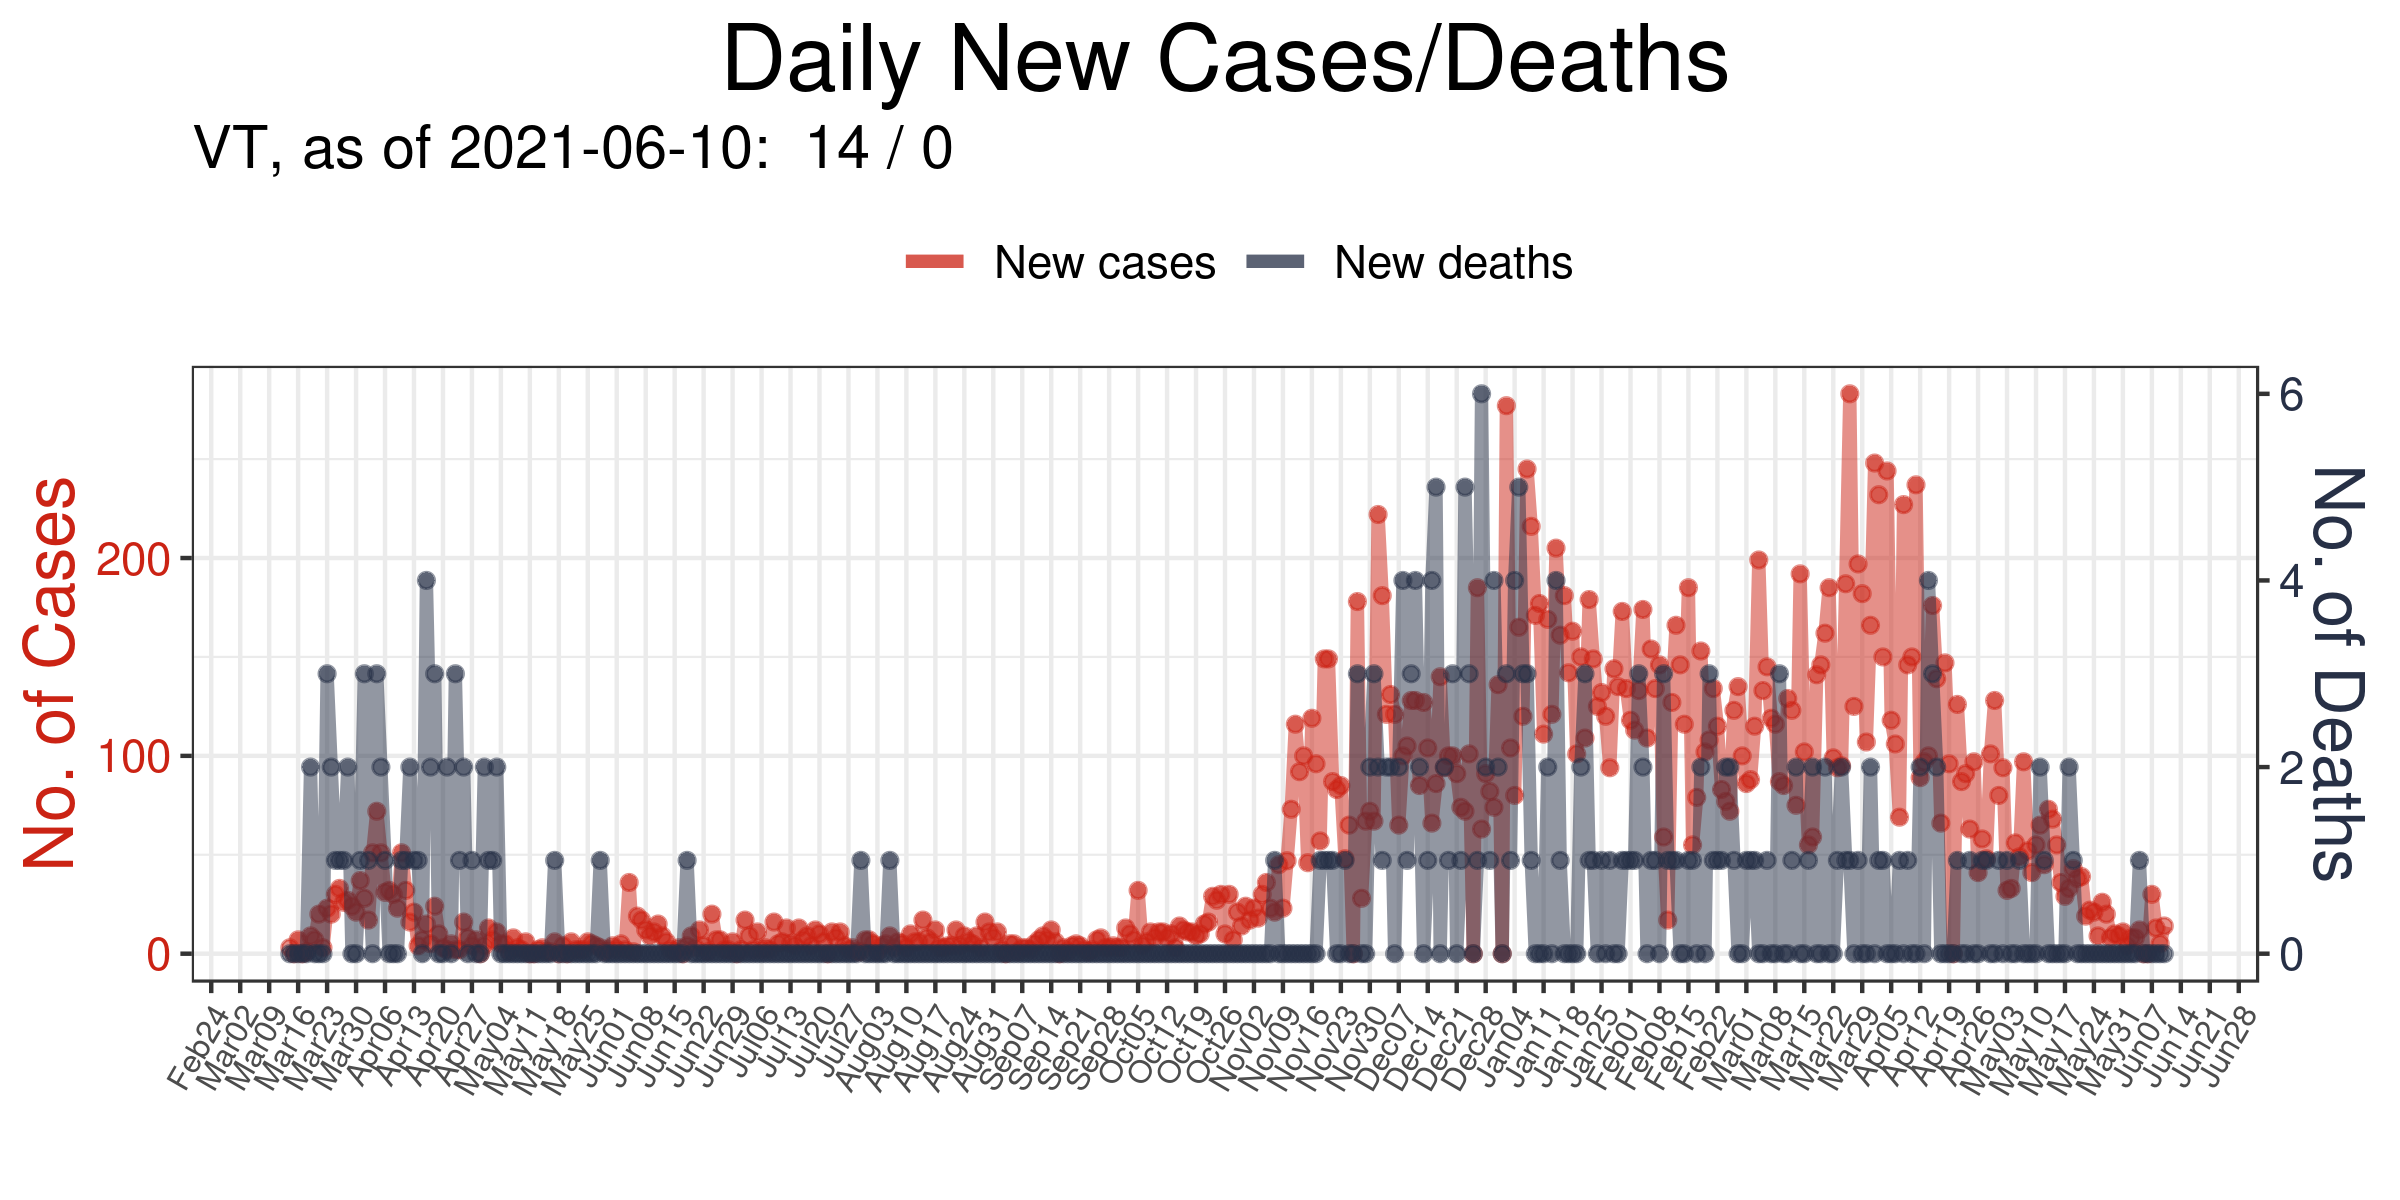 Daily New Cases/Deaths
VT, as of 2021-06-10:  14 / 0
New cases
New deaths
No. of Cases
200
100
0
6
4
2
0
No. of Deaths
Feb24
Mar02
Mar09
Mar16
Mar23
Mar30
Apr06
Apr13
Apr20
Apr27
May04
May11
May18
May25
Jun01
Jun08
Jun15
Jun22
Jun29
Jul06
Jul13
Jul20
Jul27
Aug03
Aug10
Aug17
Aug24
Aug31
Sep07
Sep14
Sep21
Sep28
Oct05
Oct12
Oct19
Oct26
Nov02
Nov09
Nov16
Nov23
Nov30
Dec07
Dec14
Dec21
Dec28
Jan04
Jan11
Jan18
Jan25
Feb01
Feb08
Feb15
Feb22
Mar01
Mar08
Mar15
Mar22
Mar29
Apr05
Apr12
Apr19
Apr26
May03
May10
May17
May24
May31
Jun07
Jun14
Jun21
Jun28